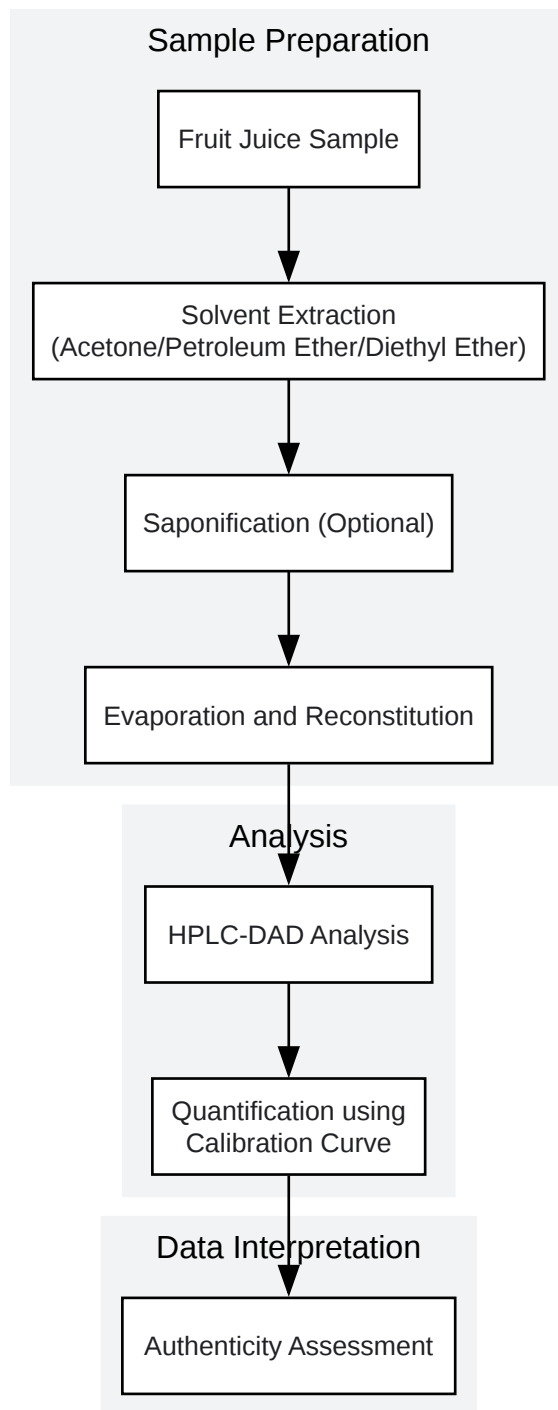 Sample Preparation
Fruit Juice Sample
Solvent Extraction
(Acetone/Petroleum Ether/Diethyl Ether)
Saponification (Optional)
Evaporation and Reconstitution
Analysis
HPLC-DAD Analysis
Quantification using
Calibration Curve
Data Interpretation
Authenticity Assessment